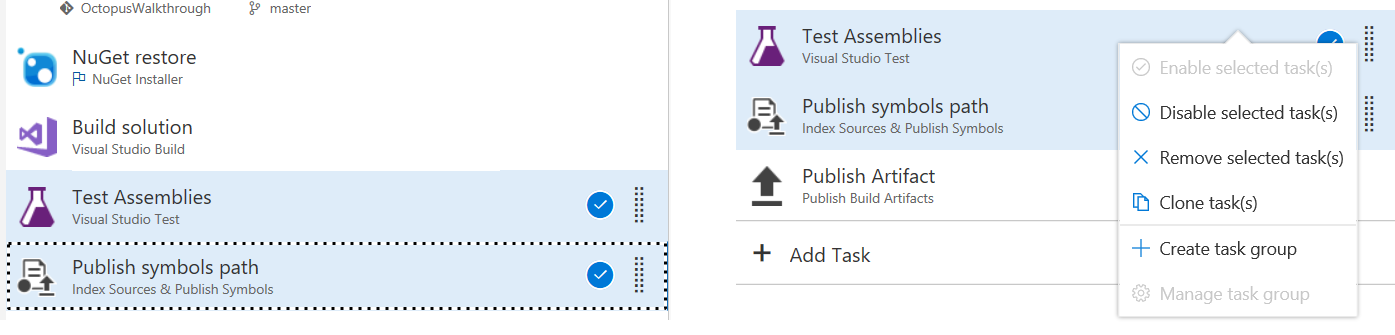 OctopusWalkthrough master
NuGet restore
NuGet Installer
Build solution
Visual Studio Build
Test Assemblies
Visual Studio Test
Publish symbols path
Index Sources & Publish Symbols
Test Assemblies
Visual Studio Test
Publish symbols path
Index Sources & Publish Symbols
Publish Artifact
Publish Build Artifacts
Add Task
Enable selected task(s)
Disable selected task(s)
Remove selected task(s)
Clone task(s)
Create task group
Manage task group